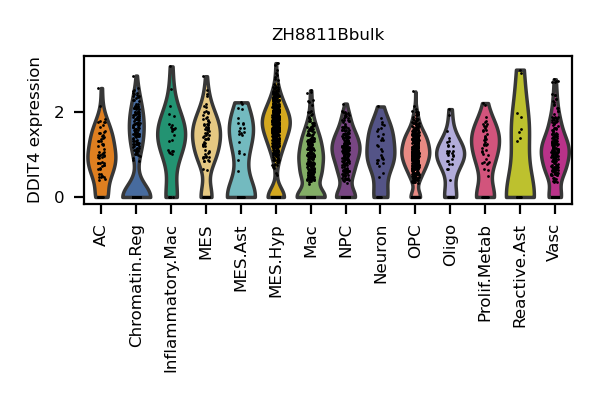 ZH8811Bbulk
DDIT4 expression
2
0
AC
Chromatin.Reg
Inflammatory.Mac
MES
MES.Ast
MES.Hyp
Mac
NPC
Neuron
OPC
Oligo
Prolif.Metab
Reactive.Ast
Vasc